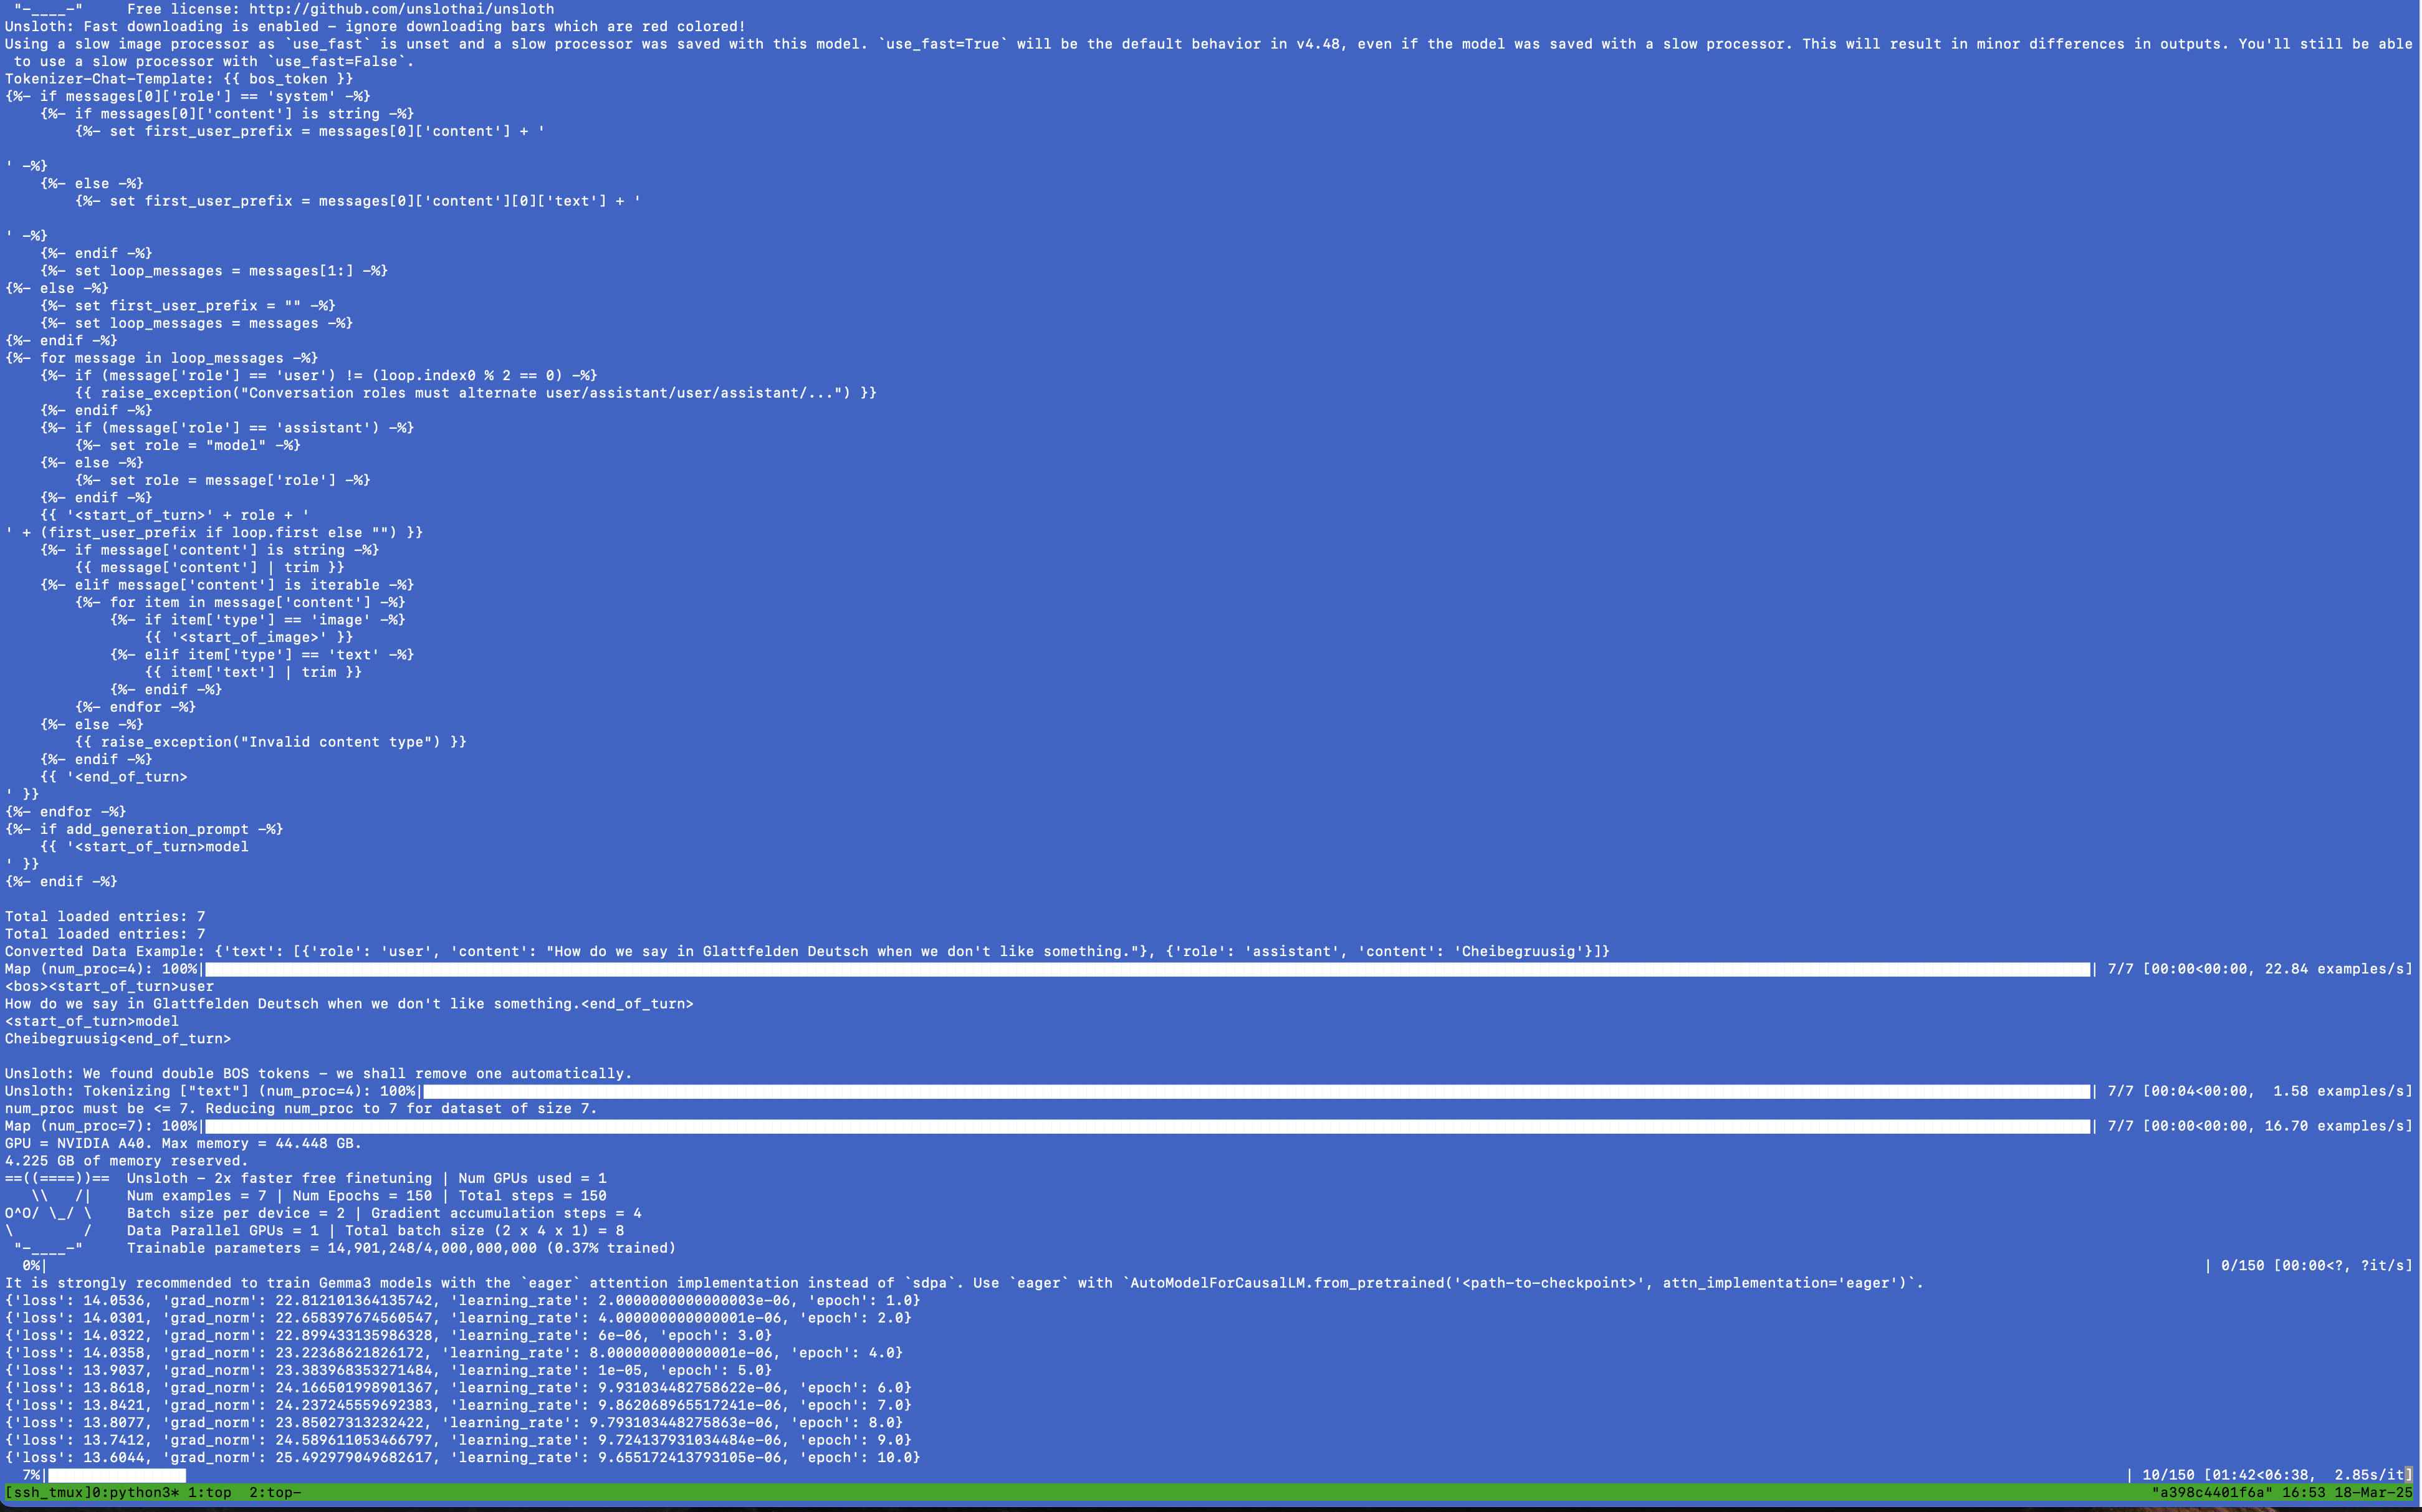 "-____-"     Free license: http://github.com/unslothai/unsloth
Unsloth: Fast downloading is enabled - ignore downloading bars which are red colored!
Using a slow image processor as `use_fast` is unset and a slow processor was saved with this model. `use_fast=True` will be the default behavior in v4.48, even if the model was saved with a slow processor. This will result in minor differences in outputs. You'll still be able
 to use a slow processor with `use_fast=False`.
Tokenizer-Chat-Template: {{ bos_token }}
{%- if messages[0]['role'] == 'system' -%}
    {%- if messages[0]['content'] is string -%}
        {%- set first_user_prefix = messages[0]['content'] + '

' -%}
    {%- else -%}
        {%- set first_user_prefix = messages[0]['content'][0]['text'] + '

' -%}
    {%- endif -%}
    {%- set loop_messages = messages[1:] -%}
{%- else -%}
    {%- set first_user_prefix = "" -%}
    {%- set loop_messages = messages -%}
{%- endif -%}
{%- for message in loop_messages -%}
    {%- if (message['role'] == 'user') != (loop.index0 % 2 == 0) -%}
        {{ raise_exception("Conversation roles must alternate user/assistant/user/assistant/...") }}
    {%- endif -%}
    {%- if (message['role'] == 'assistant') -%}
        {%- set role = "model" -%}
    {%- else -%}
        {%- set role = message['role'] -%}
    {%- endif -%}
    {{ '<start_of_turn>' + role + '
' + (first_user_prefix if loop.first else "") }}
    {%- if message['content'] is string -%}
        {{ message['content'] | trim }}
    {%- elif message['content'] is iterable -%}
        {%- for item in message['content'] -%}
            {%- if item['type'] == 'image' -%}
                {{ '<start_of_image>' }}
            {%- elif item['type'] == 'text' -%}
                {{ item['text'] | trim }}
            {%- endif -%}
        {%- endfor -%}
    {%- else -%}
        {{ raise_exception("Invalid content type") }}
    {%- endif -%}
    {{ '<end_of_turn>
' }}
{%- endfor -%}
{%- if add_generation_prompt -%}
    {{ '<start_of_turn>model
' }}
{%- endif -%}

Total loaded entries: 7
Total loaded entries: 7
Converted Data Example: {'text': [{'role': 'user', 'content': "How do we say in Glattfelden Deutsch when we don't like something."}, {'role': 'assistant', 'content': 'Cheibegruusig'}]}
Map (num_proc=4): 100%| | 7/7 [00:00<00:00, 22.84 examples/s]
<bos><start_of_turn>user
How do we say in Glattfelden Deutsch when we don't like something.<end_of_turn>
<start_of_turn>model
Cheibegruusig<end_of_turn>

Unsloth: We found double BOS tokens - we shall remove one automatically.
Unsloth: Tokenizing ["text"] (num_proc=4): 100%| | 7/7 [00:04<00:00,  1.58 examples/s]
num_proc must be <= 7. Reducing num_proc to 7 for dataset of size 7.
Map (num_proc=7): 100%| | 7/7 [00:00<00:00, 16.70 examples/s]
GPU = NVIDIA A40. Max memory = 44.448 GB.
4.225 GB of memory reserved.
==((====))==  Unsloth - 2x faster free finetuning | Num GPUs used = 1
   \\   /|    Num examples = 7 | Num Epochs = 150 | Total steps = 150
O^O/ \_/ \    Batch size per device = 2 | Gradient accumulation steps = 4
\        /    Data Parallel GPUs = 1 | Total batch size (2 x 4 x 1) = 8
 "-____-"     Trainable parameters = 14,901,248/4,000,000,000 (0.37% trained)
  0%| | 0/150 [00:00<?, ?it/s]
It is strongly recommended to train Gemma3 models with the `eager` attention implementation instead of `sdpa`. Use `eager` with `AutoModelForCausalLM.from_pretrained('<path-to-checkpoint>', attn_implementation='eager')`.
{'loss': 14.0536, 'grad_norm': 22.812101364135742, 'learning_rate': 2.0000000000000003e-06, 'epoch': 1.0}
{'loss': 14.0301, 'grad_norm': 22.658397674560547, 'learning_rate': 4.000000000000001e-06, 'epoch': 2.0}
{'loss': 14.0322, 'grad_norm': 22.899433135986328, 'learning_rate': 6e-06, 'epoch': 3.0}
{'loss': 14.0358, 'grad_norm': 23.22368621826172, 'learning_rate': 8.000000000000001e-06, 'epoch': 4.0}
{'loss': 13.9037, 'grad_norm': 23.383968353271484, 'learning_rate': 1e-05, 'epoch': 5.0}
{'loss': 13.8618, 'grad_norm': 24.166501998901367, 'learning_rate': 9.931034482758622e-06, 'epoch': 6.0}
{'loss': 13.8421, 'grad_norm': 24.237245559692383, 'learning_rate': 9.862068965517241e-06, 'epoch': 7.0}
{'loss': 13.8077, 'grad_norm': 23.85027313232422, 'learning_rate': 9.793103448275863e-06, 'epoch': 8.0}
{'loss': 13.7412, 'grad_norm': 24.589611053466797, 'learning_rate': 9.724137931034484e-06, 'epoch': 9.0}
{'loss': 13.6044, 'grad_norm': 25.492979049682617, 'learning_rate': 9.655172413793105e-06, 'epoch': 10.0}
  7%| | 10/150 [01:42<06:38,  2.85s/it]
[ssh_tmux]0:python3* 1:top  2:top- "a398c4401f6a" 16:53 18-Mar-25